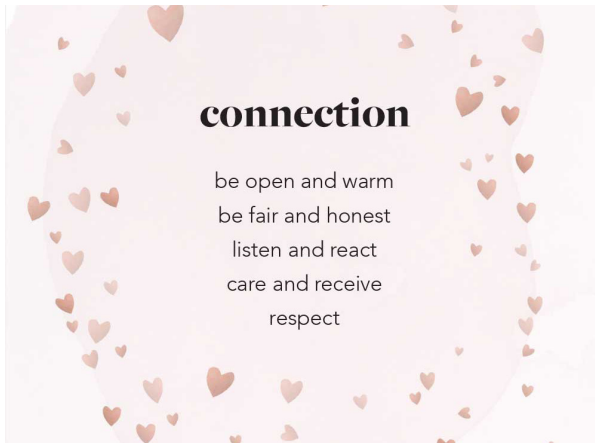 connection
be open and warm
be fair and honest
listen and react
care and receive
respect